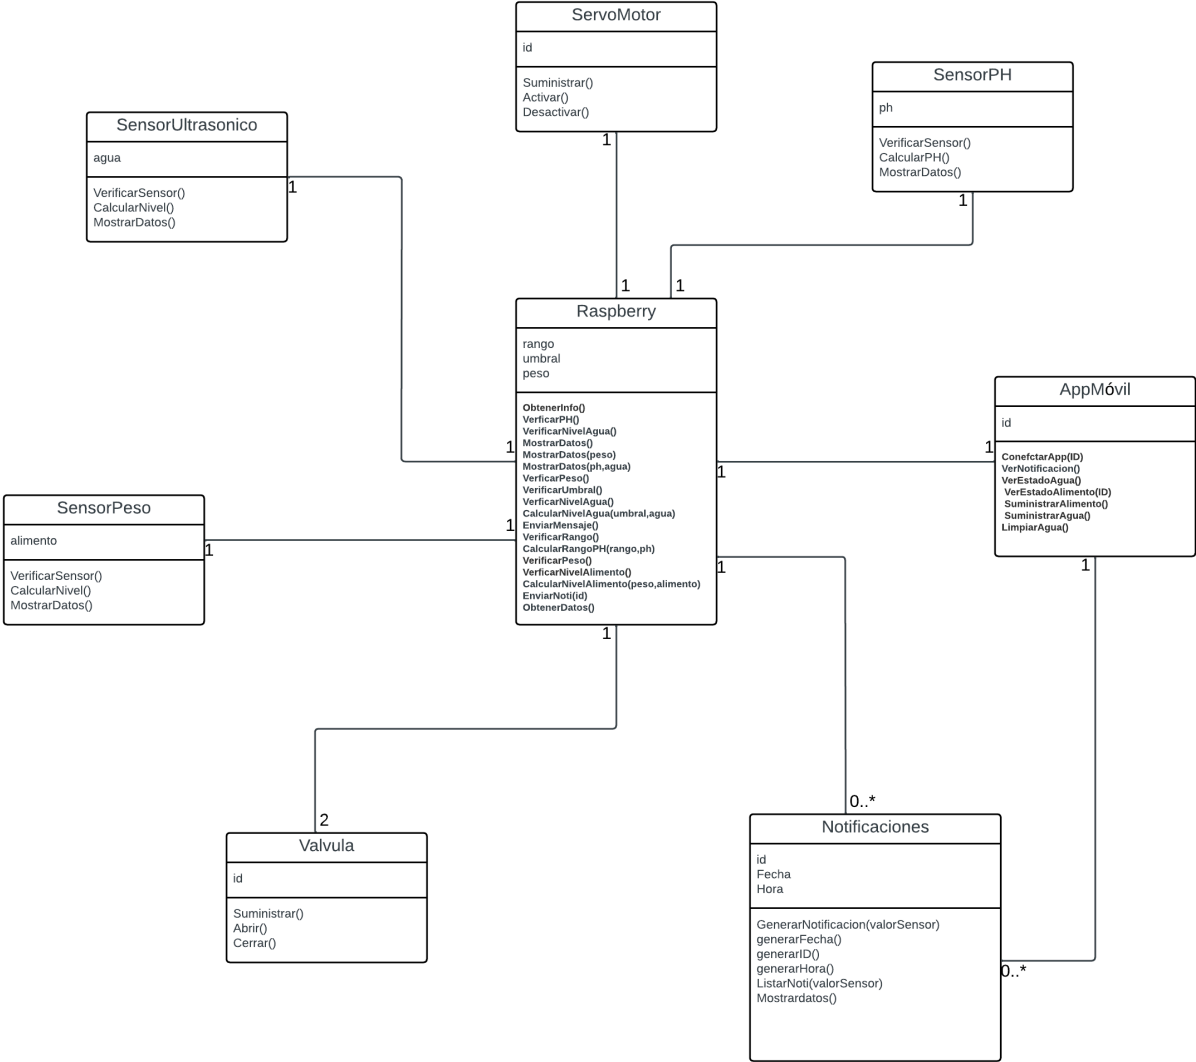 ServoMotor
id
Suministrar()
Activar()
Desactivar()
1
SensorPH
ph
VerificarSensor()
CalcularPH()
MostrarDatos()
1
SensorUltrasonico
agua
VerificarSensor()
CalcularNivel()
MostrarDatos()
1
1
1
Raspberry
rango
umbral
peso
ObtenerInfo()
VerficarPH()
VerificarNivelAgua()
MostrarDatos()
MostrarDatos(peso)
MostrarDatos(ph,agua)
VerficarPeso()
VerificarUmbral()
VerficarNivelAgua()
CalcularNivelAgua(umbral,agua)
EnviarMensaje()
VerificarRango()
CalcularRangoPH(rango,ph)
VerificarPeso()
VerficarNivelAlimento()
CalcularNivelAlimento(peso,alimento)
EnviarNoti(id)
ObtenerDatos()
1
1
1
1
1
AppMóvil
id
ConefctarApp(ID)
VerNotificacion()
VerEstadoAgua()
VerEstadoAlimento(ID)
SuministrarAlimento()
SuministrarAgua()
LimpiarAgua()
1
1
SensorPeso
alimento
VerificarSensor()
CalcularNivel()
MostrarDatos()
1
2
Valvula
id
Suministrar()
Abrir()
Cerrar()
0..*
Notificaciones
id
Fecha
Hora
GenerarNotificacion(valorSensor)
generarFecha()
generarID()
generarHora()
ListarNoti(valorSensor)
Mostrardatos()
0..*